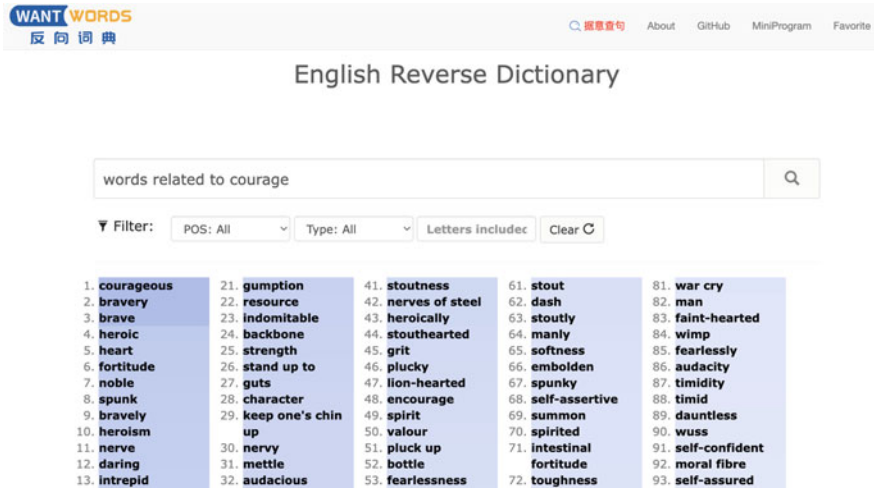 WANT WORDS
反向词典
据意查句 About GitHub MiniProgram Favorite
English Reverse Dictionary
words related to courage
Filter: POS: All Type: All Letters included Clear
1. courageous
2. bravery
3. brave
4. heroic
5. heart
6. fortitude
7. noble
8. spunk
9. bravely
10. heroism
11. nerve
12. daring
13. intrepid
21. gumption
22. resource
23. indomitable
24. backbone
25. strength
26. stand up to
27. guts
28. character
29. keep one's chin
up
30. nervy
31. mettle
32. audacious
41. stoutness
42. nerves of steel
43. heroically
44. stouthearted
45. grit
46. plucky
47. lion-hearted
48. encourage
49. spirit
50. valour
51. pluck up
52. bottle
53. fearlessness
61. stout
62. dash
63. stoutly
64. manly
65. softness
66. embolden
67. spunky
68. self-assertive
69. summon
70. spirited
71. intestinal
fortitude
72. toughness
81. war cry
82. man
83. faint-hearted
84. wimp
85. fearlessly
86. audacity
87. timidity
88. timid
89. dauntless
90. wuss
91. self-confident
92. moral fibre
93. self-assured